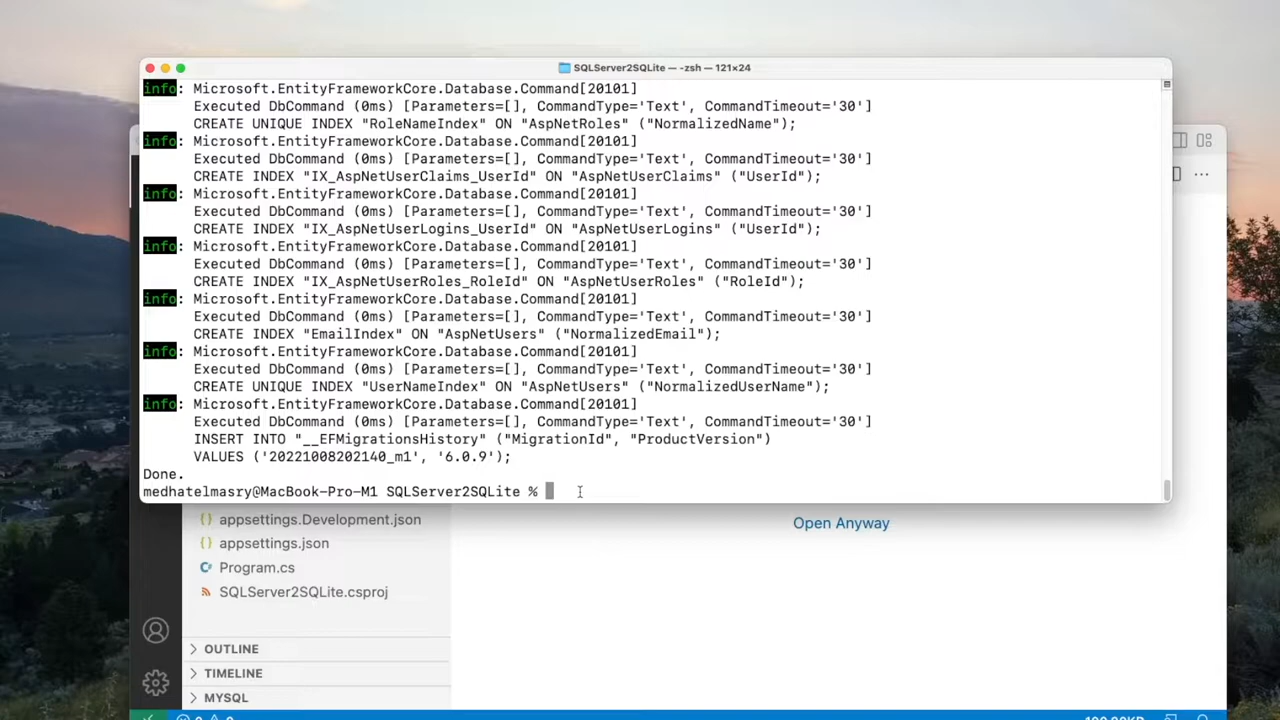 SQLServer2SQLite — -zsh — 121×24
info: Microsoft.EntityFrameworkCore.Database.Command[20101]
Executed DbCommand (0ms) [Parameters=[], CommandType='Text', CommandTimeout='30']
CREATE UNIQUE INDEX "RoleNameIndex" ON "AspNetRoles" ("NormalizedName");
info: Microsoft.EntityFrameworkCore.Database.Command[20101]
Executed DbCommand (0ms) [Parameters=[], CommandType='Text', CommandTimeout='30']
CREATE INDEX "IX_AspNetUserClaims_UserId" ON "AspNetUserClaims" ("UserId");
info: Microsoft.EntityFrameworkCore.Database.Command[20101]
Executed DbCommand (0ms) [Parameters=[], CommandType='Text', CommandTimeout='30']
CREATE INDEX "IX_AspNetUserLogins_UserId" ON "AspNetUserLogins" ("UserId");
info: Microsoft.EntityFrameworkCore.Database.Command[20101]
Executed DbCommand (0ms) [Parameters=[], CommandType='Text', CommandTimeout='30']
CREATE INDEX "IX_AspNetUserRoles_RoleId" ON "AspNetUserRoles" ("RoleId");
info: Microsoft.EntityFrameworkCore.Database.Command[20101]
Executed DbCommand (0ms) [Parameters=[], CommandType='Text', CommandTimeout='30']
CREATE INDEX "EmailIndex" ON "AspNetUsers" ("NormalizedEmail");
info: Microsoft.EntityFrameworkCore.Database.Command[20101]
Executed DbCommand (0ms) [Parameters=[], CommandType='Text', CommandTimeout='30']
CREATE UNIQUE INDEX "UserNameIndex" ON "AspNetUsers" ("NormalizedUserName");
info: Microsoft.EntityFrameworkCore.Database.Command[20101]
Executed DbCommand (0ms) [Parameters=[], CommandType='Text', CommandTimeout='30']
INSERT INTO "__EFMigrationsHistory" ("MigrationId", "ProductVersion")
VALUES ('20221008202140_m1', '6.0.9');
Done.
medhatelmasry@MacBook-Pro-M1 SQLServer2SQLite %
{} appsettings.Development.json
{} appsettings.json
Program.cs
SQLServer2SQLite.csproj
Open Anyway
OUTLINE
TIMELINE
MYSQL